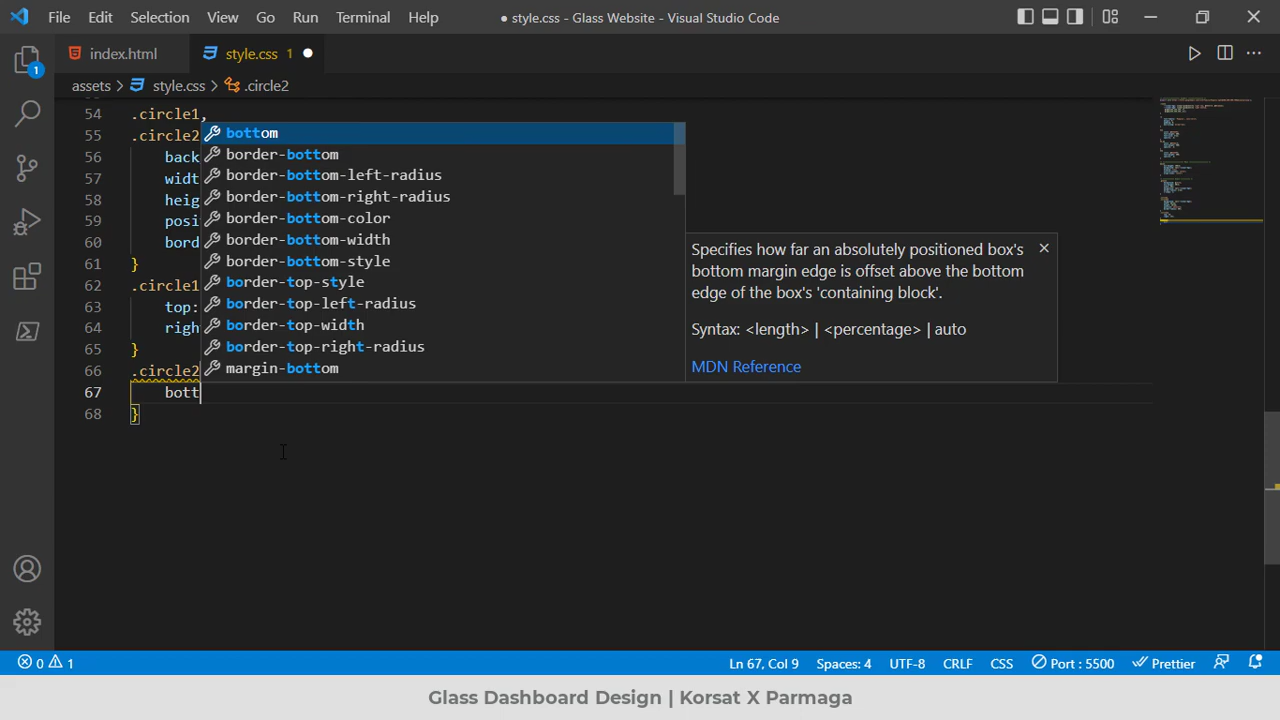 File Edit Selection View Go Run Terminal Help
● style.css - Glass Website - Visual Studio Code
index.html
style.css 1 ●
assets > style.css > .circle2
54 .circle1,
55 .circle2
56 back
57 widt
58 heig
59 posi
60 bord
61 }
62 .circle1
63 top:
64 righ
65 }
66 .circle2
67 bott
68 }
bottom
border-bottom
border-bottom-left-radius
border-bottom-right-radius
border-bottom-color
border-bottom-width
border-bottom-style
border-top-style
border-top-left-radius
border-top-width
border-top-right-radius
margin-bottom
Specifies how far an absolutely positioned box's
bottom margin edge is offset above the bottom
edge of the box's 'containing block'.
Syntax: <length> | <percentage> | auto
MDN Reference
1
0 1
Ln 67, Col 9 Spaces: 4 UTF-8 CRLF CSS Port : 5500 Prettier
Glass Dashboard Design | Korsat X Parmaga